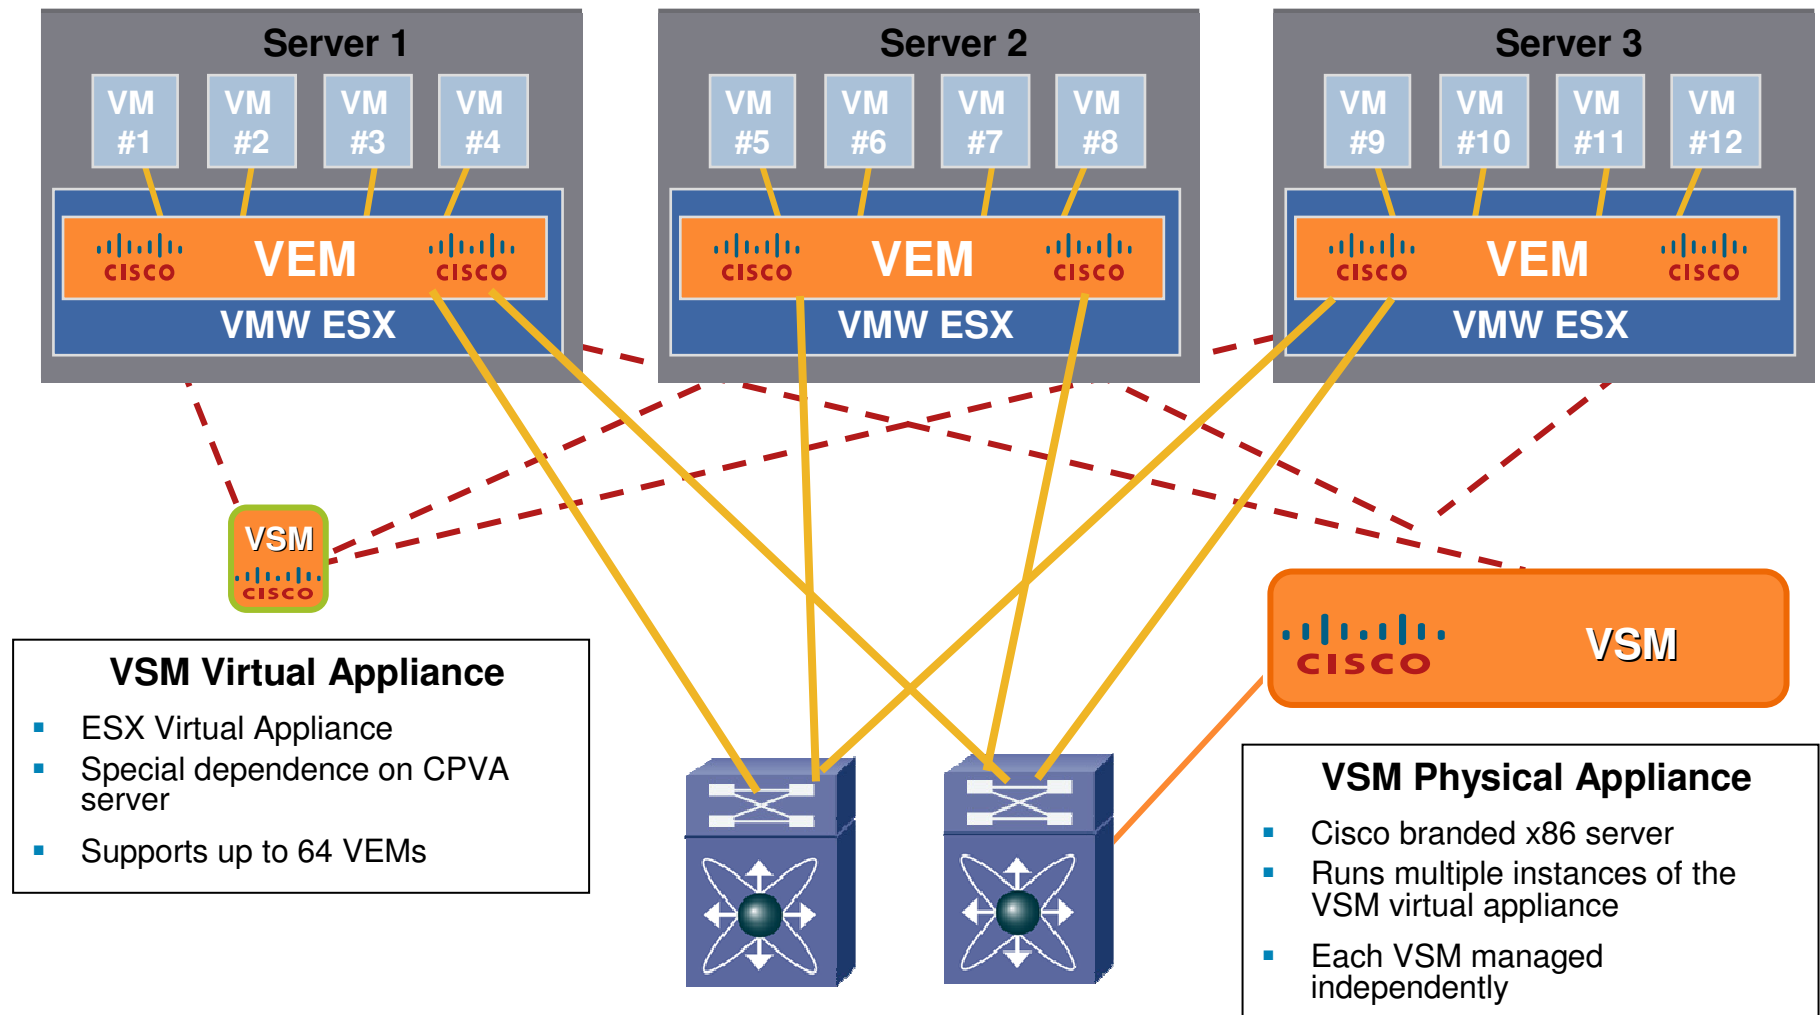 Server 1
VM
#1
VM
#2
VM
#3
VM
#4
CISCO
VEM
CISCO
VMW ESX
Server 2
VM
#5
VM
#6
VM
#7
VM
#8
CISCO
VEM
CISCO
VMW ESX
Server 3
VM
#9
VM
#10
VM
#11
VM
#12
CISCO
VEM
CISCO
VMW ESX
VSM
CISCO
CISCO
VSM
VSM Virtual Appliance
ESX Virtual Appliance
Special dependence on CPVA
server
Supports up to 64 VEMs
VSM Physical Appliance
Cisco branded x86 server
Runs multiple instances of the
VSM virtual appliance
Each VSM managed
independently